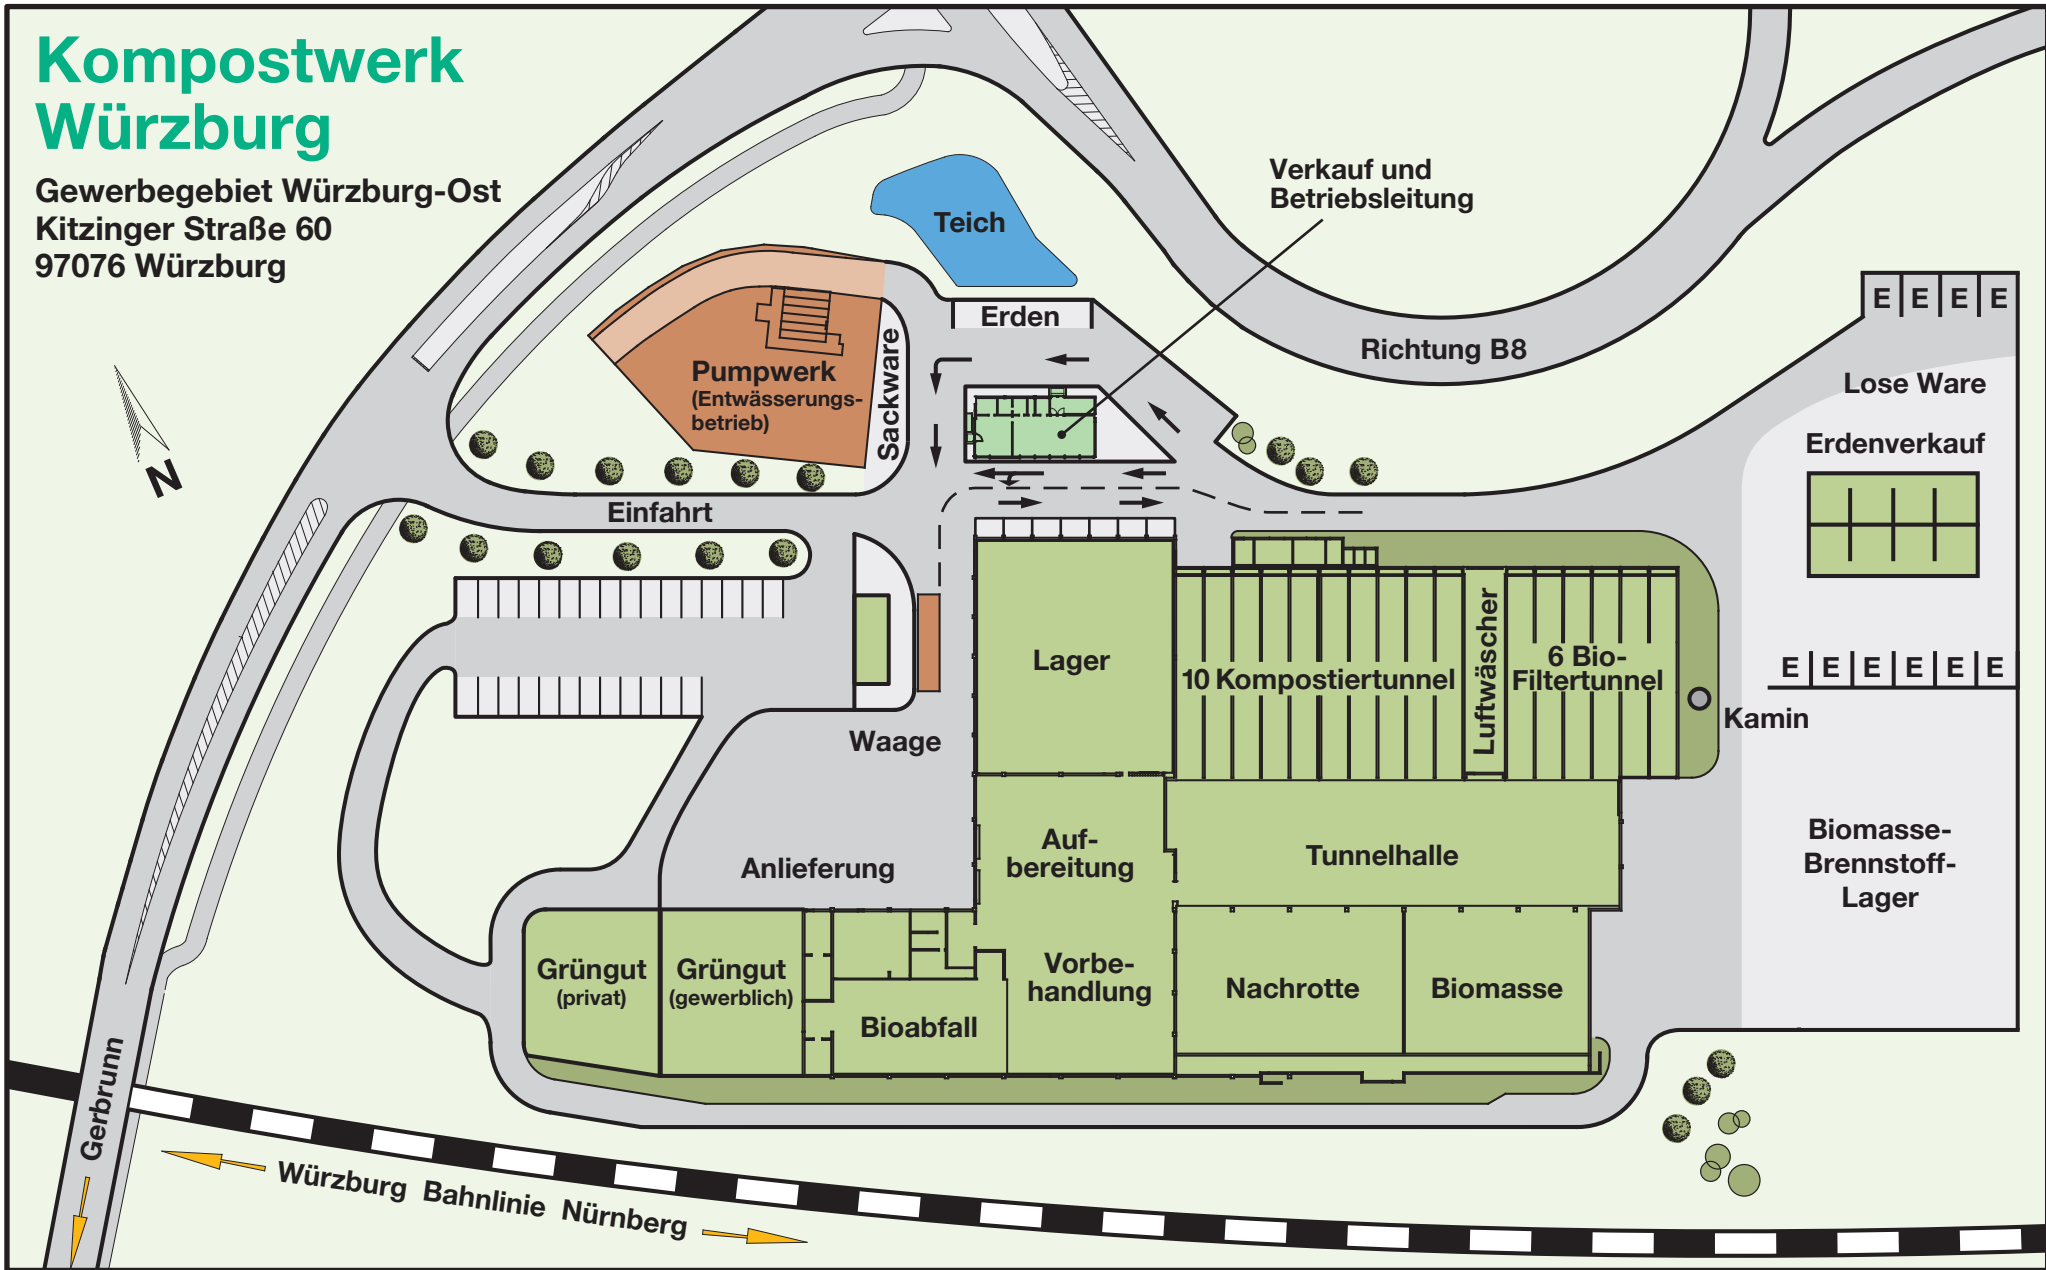 Kompostwerk
Würzburg
Gewerbegebiet Würzburg-Ost
Kitzinger Straße 60
97076 Würzburg
N
Teich
Verkauf und
Betriebsleitung
Erden
Pumpwerk
(Entwässerungs-
betrieb)
Sackware
Richtung B8
E E E E
Lose Ware
Erdenverkauf
Einfahrt
Lager
10 Kompostiertunnel
Luftwäscher
6 Bio-
Filtertunnel
E E E E E E
Kamin
Waage
Anlieferung
Auf-
bereitung
Tunnelhalle
Biomasse-
Brennstoff-
Lager
Grüngut
(privat)
Grüngut
(gewerblich)
Bioabfall
Vorbe-
handlung
Nachrotte
Biomasse
Gerbrunn
Würzburg Bahnlinie Nürnberg